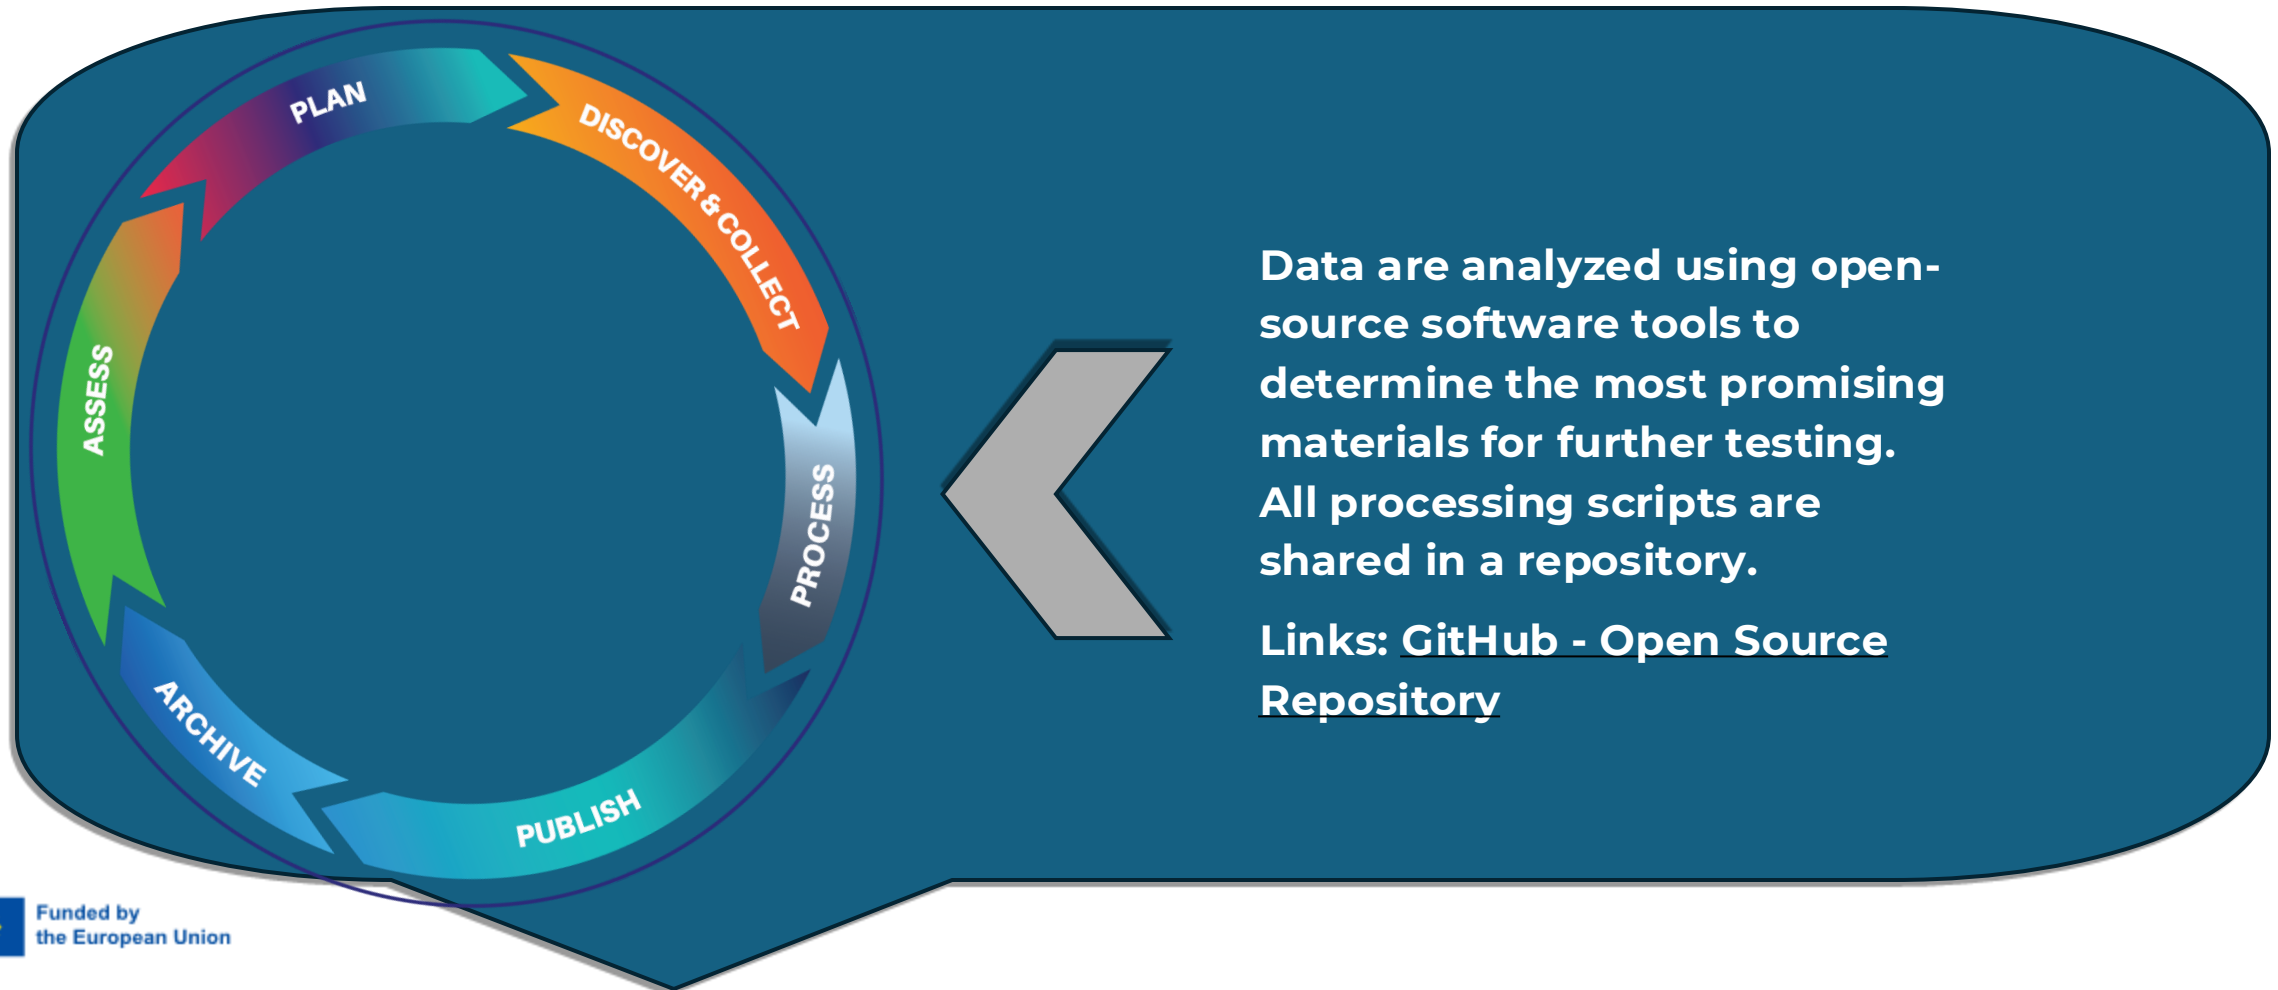 PLAN
DISCOVER & COLLECT
PROCESS
PUBLISH
ARCHIVE
ASSESS
Data are analyzed using open-
source software tools to
determine the most promising
materials for further testing.
All processing scripts are
shared in a repository.
Links: GitHub - Open Source
Repository
Funded by
the European Union